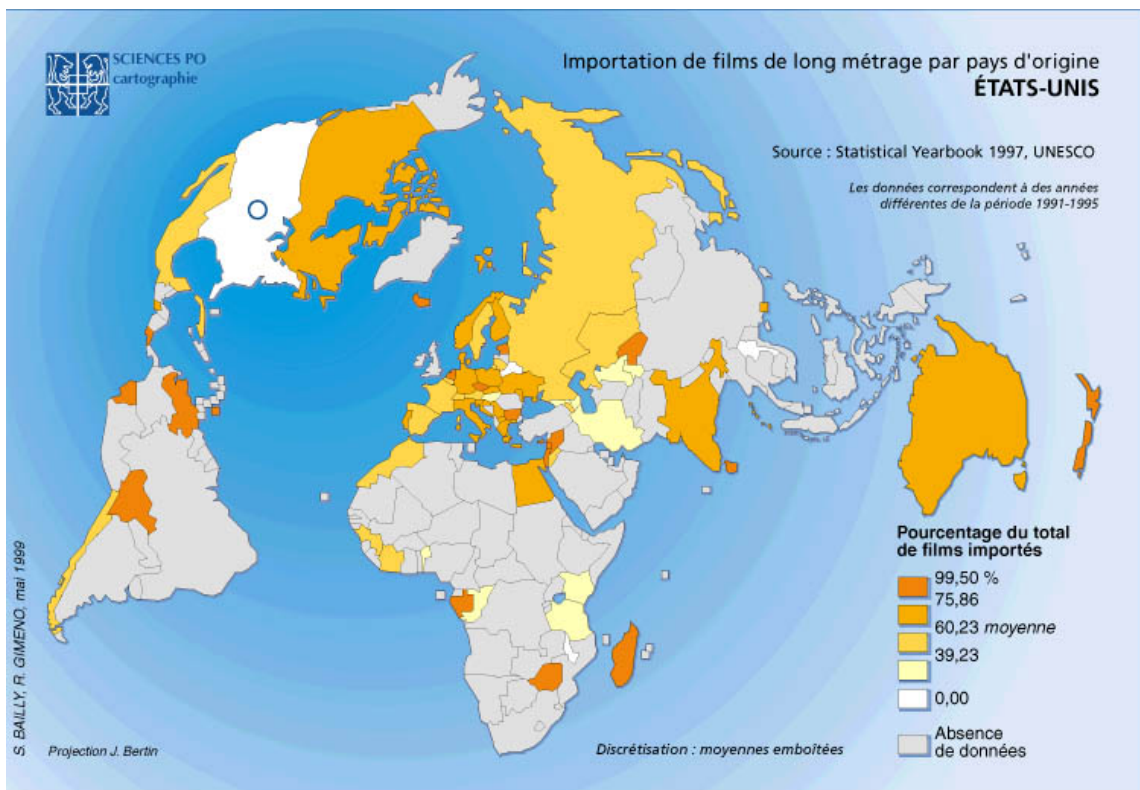 SCIENCES PO
cartographie
Importation de films de long métrage par pays d'origine
ÉTATS-UNIS
Source : Statistical Yearbook 1997, UNESCO
Les données correspondent à des années
différentes de la période 1991-1995
Pourcentage du total
de films importés
99,50 %
75,86
60,23 moyenne
39,23
0,00
Absence
de données
S. BAILLY, R. GIMENO, mai 1999
Projection J. Bertin
Discrétisation : moyennes emboîtées